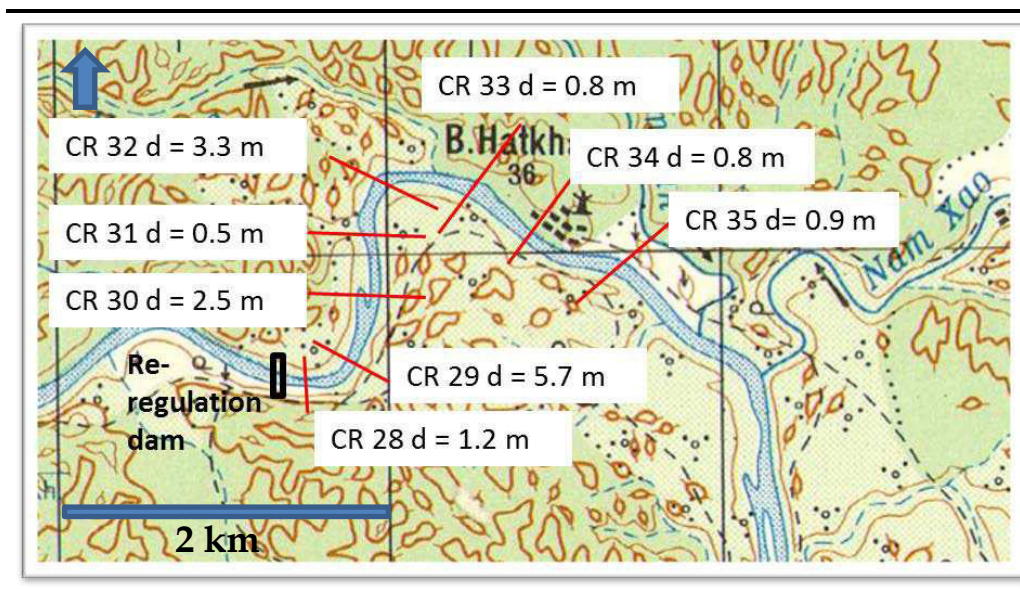 CR 33 d = 0.8 m
CR 32 d = 3.3 m
B.Hatkh
CR 34 d = 0.8 m
36
CR 35 d= 0.9 m
CR 31 d = 0.5 m
Nam Xao
CR 30 d = 2.5 m
Re-
regulation
dam
CR 29 d = 5.7 m
CR 28 d = 1.2 m
2 km